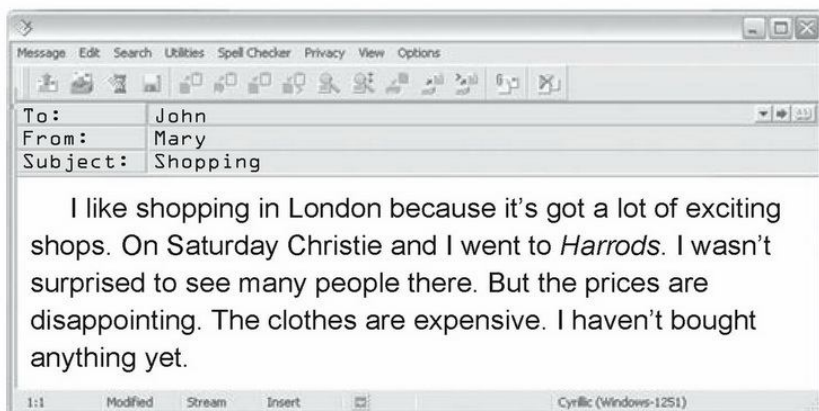 Message Edit Search Utilities Spell Checker Privacy View Options
To: John
From: Mary
Subject: Shopping
I like shopping in London because it's got a lot of exciting
shops. On Saturday Christie and I went to Harrods. I wasn't
surprised to see many people there. But the prices are
disappointing. The clothes are expensive. I haven't bought
anything yet.
1:1 Modified Stream Insert Cyrillic (Windows-1251)